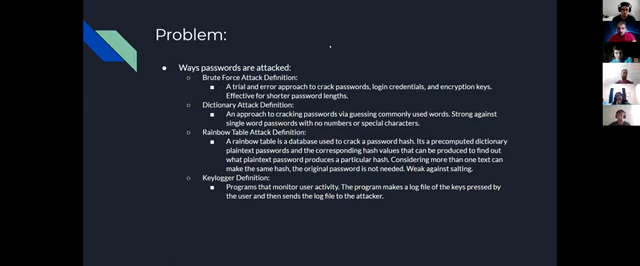 Problem:
Ways passwords are attacked:
Brute Force Attack Definition:
A trial and error approach to crack passwords, login credentials, and encryption keys.
Effective for shorter password lengths.
Dictionary Attack Definition:
An approach to cracking passwords via guessing commonly used words. Strong against
single word passwords with no numbers or special characters.
Rainbow Table Attack Definition:
A rainbow table is a database used to crack a password hash. Its a precomputed dictionary
plaintext passwords and the corresponding hash values that can be produced to find out
what plaintext password produces a particular hash. Considering more than one text can
make the same hash, the original password is not needed. Weak against salting.
Keylogger Definition:
Programs that monitor user activity. The program makes a log file of the keys pressed by
the user and then sends the log file to the attacker.